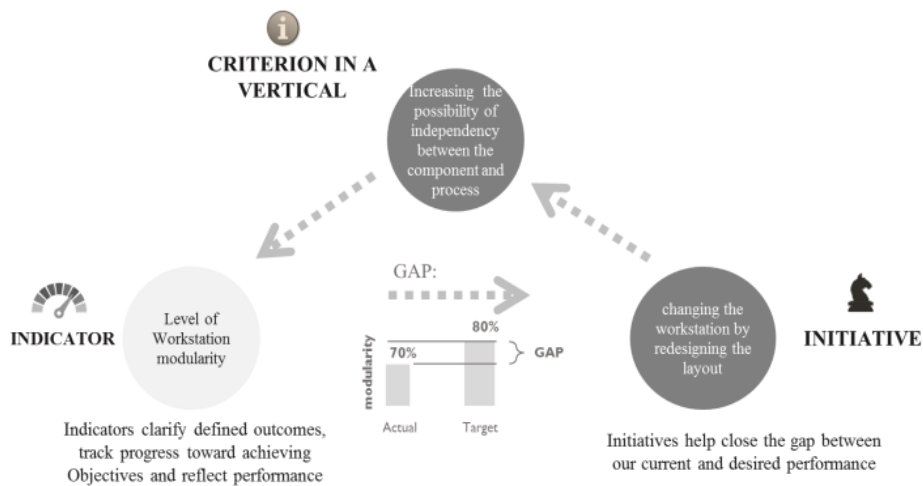 i
CRITERION IN A
VERTICAL
Increasing the
possibility of
independency
between the
component and
process
GAP:
INDICATOR
Level of
Workstation
modularity
modularity
70%
80%
GAP
Actual
Target
changing the
workstation by
redesigning the
layout
INITIATIVE
Indicators clarify defined outcomes,
track progress toward achieving
Objectives and reflect performance
Initiatives help close the gap between
our current and desired performance